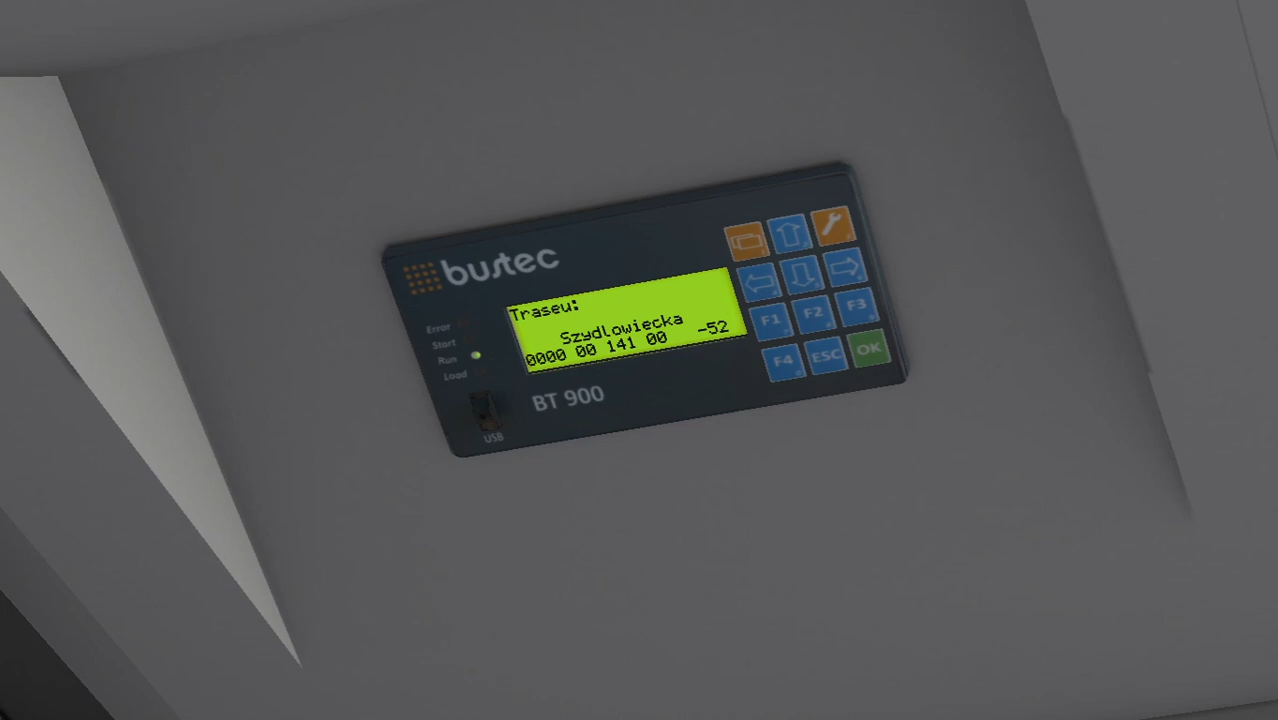 bustec
Error
Start
Run
Load
USB
Traseu:
Szydlowiecka
0000 00 141 00 -52
BT 900
F1 F2 F3
F4 ESC OK